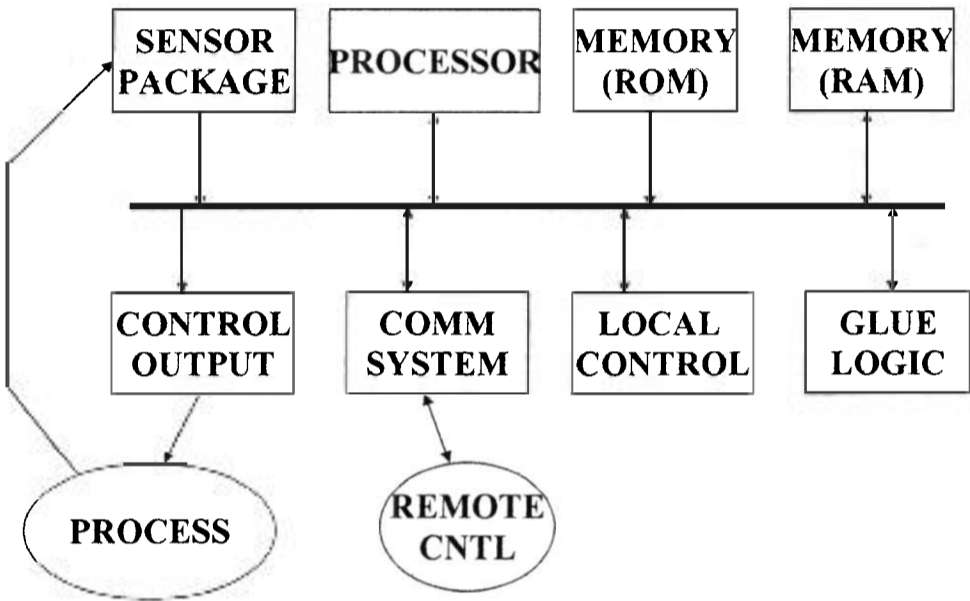 SENSOR
PACKAGE
PROCESSOR
MEMORY
(ROM)
MEMORY
(RAM)
CONTROL
OUTPUT
COMM
SYSTEM
LOCAL
CONTROL
GLUE
LOGIC
PROCESS
REMOTE
CNTL